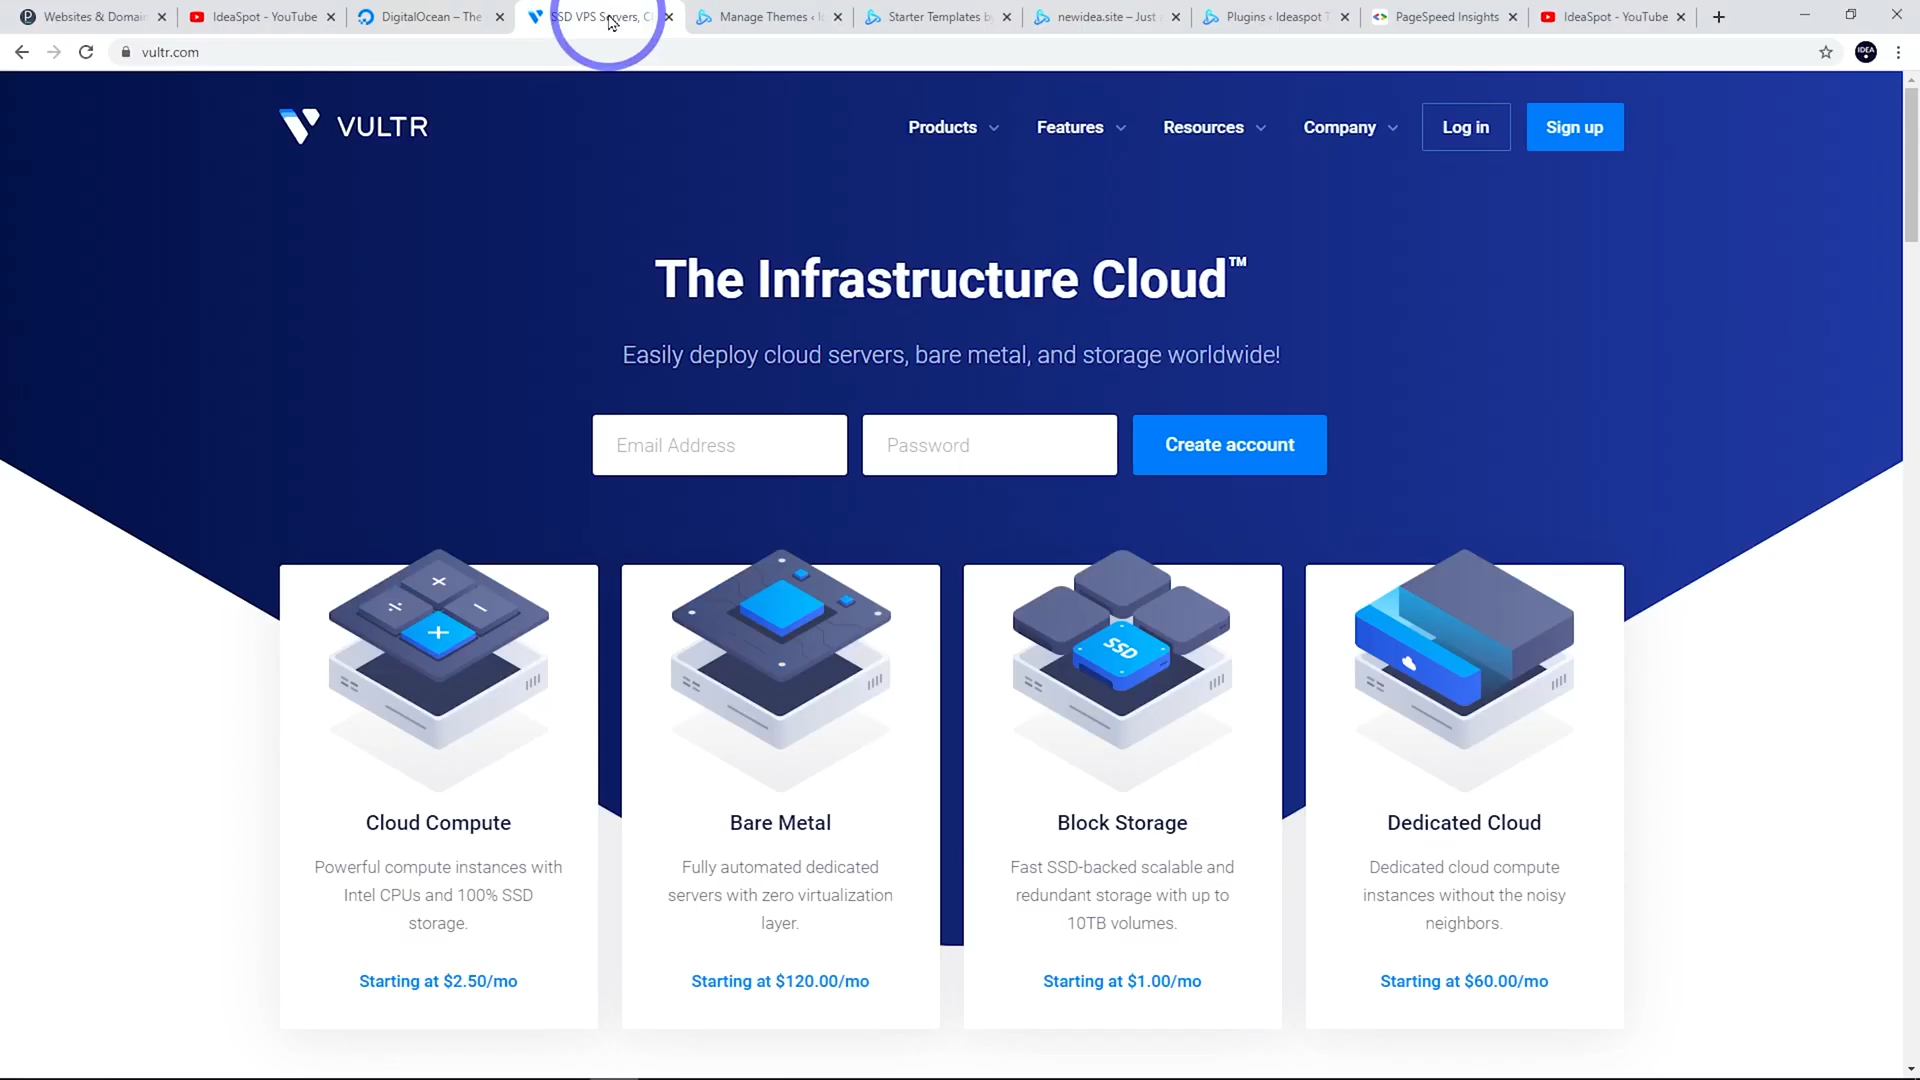 Websites & Domain
IdeaSpot - YouTube
DigitalOcean – The
SSD VPS Servers, Cl
Manage Themes ‹ Id
Starter Templates by
newidea.site – Just a
Plugins ‹ Ideaspot T
PageSpeed Insights
IdeaSpot - YouTube
vultr.com
IDEA
VULTR
Products
Features
Resources
Company
Log in
Sign up
The Infrastructure Cloud™
Easily deploy cloud servers, bare metal, and storage worldwide!
Email Address
Password
Create account
SSD
Cloud Compute
Powerful compute instances with
Intel CPUs and 100% SSD
storage.
Starting at $2.50/mo
Bare Metal
Fully automated dedicated
servers with zero virtualization
layer.
Starting at $120.00/mo
Block Storage
Fast SSD-backed scalable and
redundant storage with up to
10TB volumes.
Starting at $1.00/mo
Dedicated Cloud
Dedicated cloud compute
instances without the noisy
neighbors.
Starting at $60.00/mo